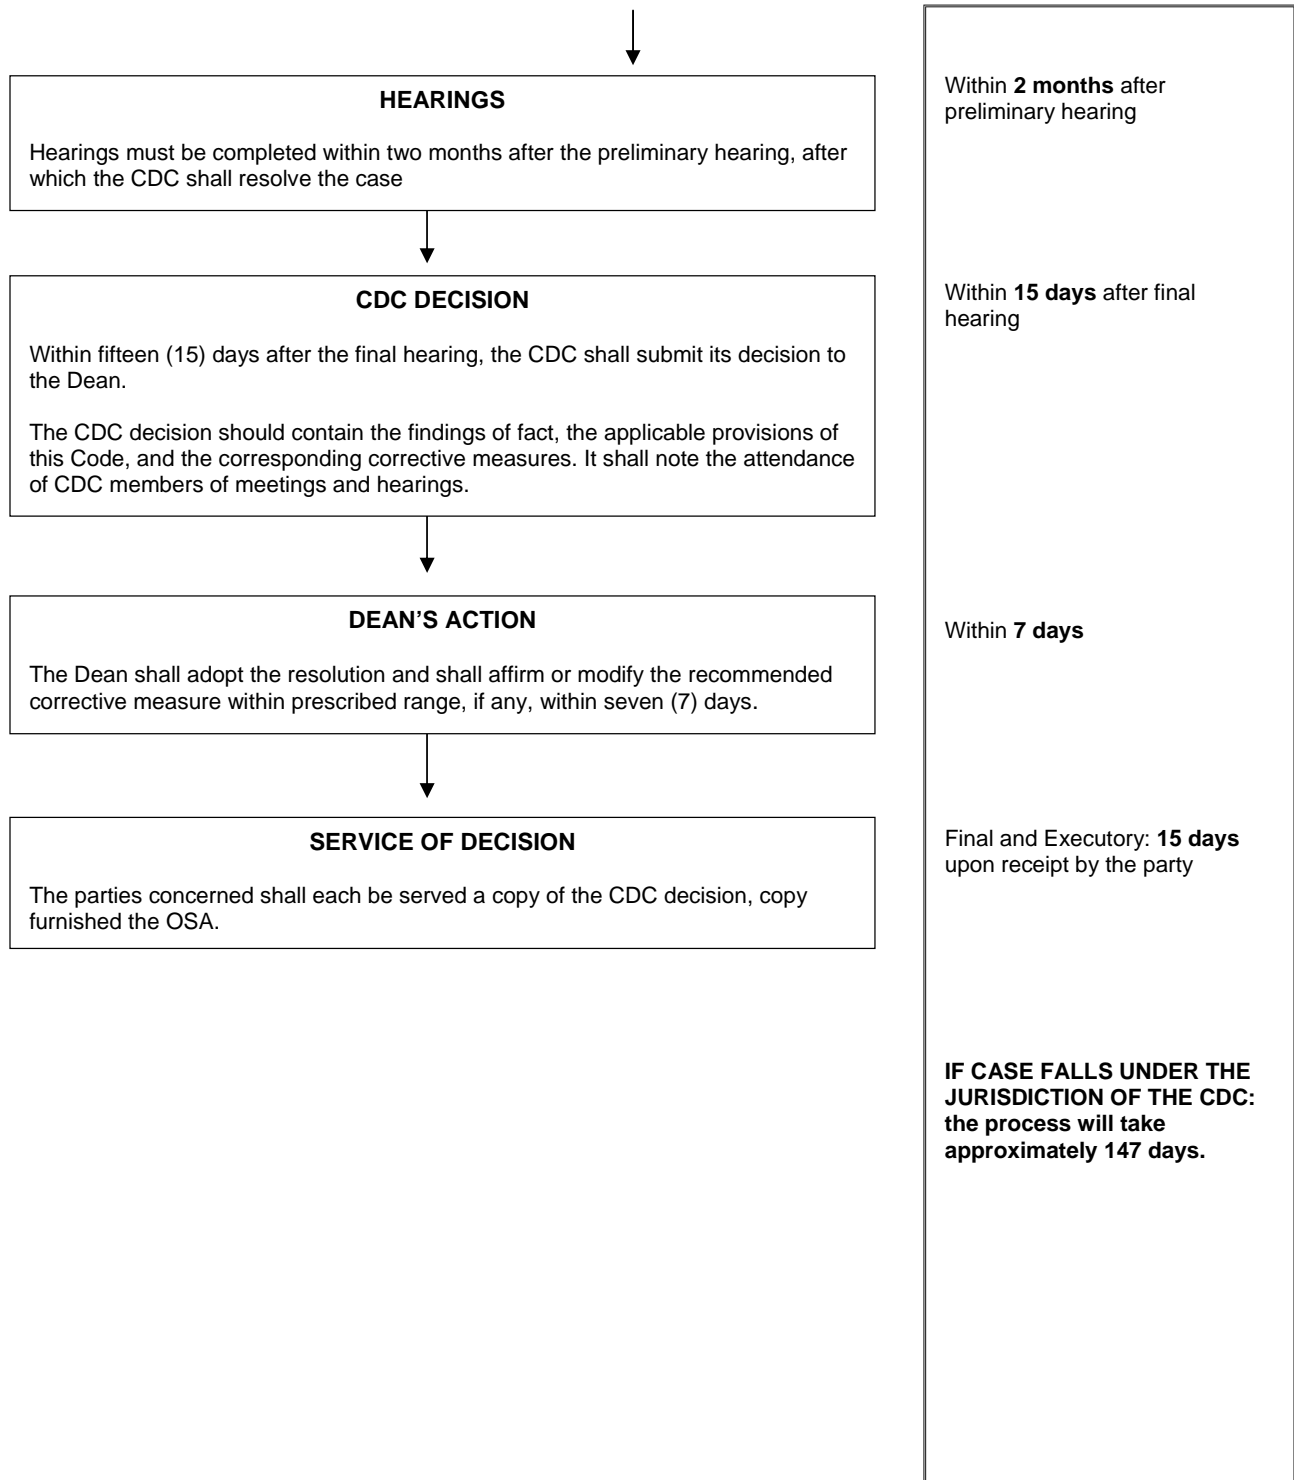 HEARINGS
Hearings must be completed within two months after the preliminary hearing, after
which the CDC shall resolve the case
Within 2 months after
preliminary hearing
CDC DECISION
Within fifteen (15) days after the final hearing, the CDC shall submit its decision to
the Dean.
The CDC decision should contain the findings of fact, the applicable provisions of
this Code, and the corresponding corrective measures. It shall note the attendance
of CDC members of meetings and hearings.
Within 15 days after final
hearing
DEAN’S ACTION
The Dean shall adopt the resolution and shall affirm or modify the recommended
corrective measure within prescribed range, if any, within seven (7) days.
Within 7 days
SERVICE OF DECISION
The parties concerned shall each be served a copy of the CDC decision, copy
furnished the OSA.
Final and Executory: 15 days
upon receipt by the party
IF CASE FALLS UNDER THE
JURISDICTION OF THE CDC:
the process will take
approximately 147 days.